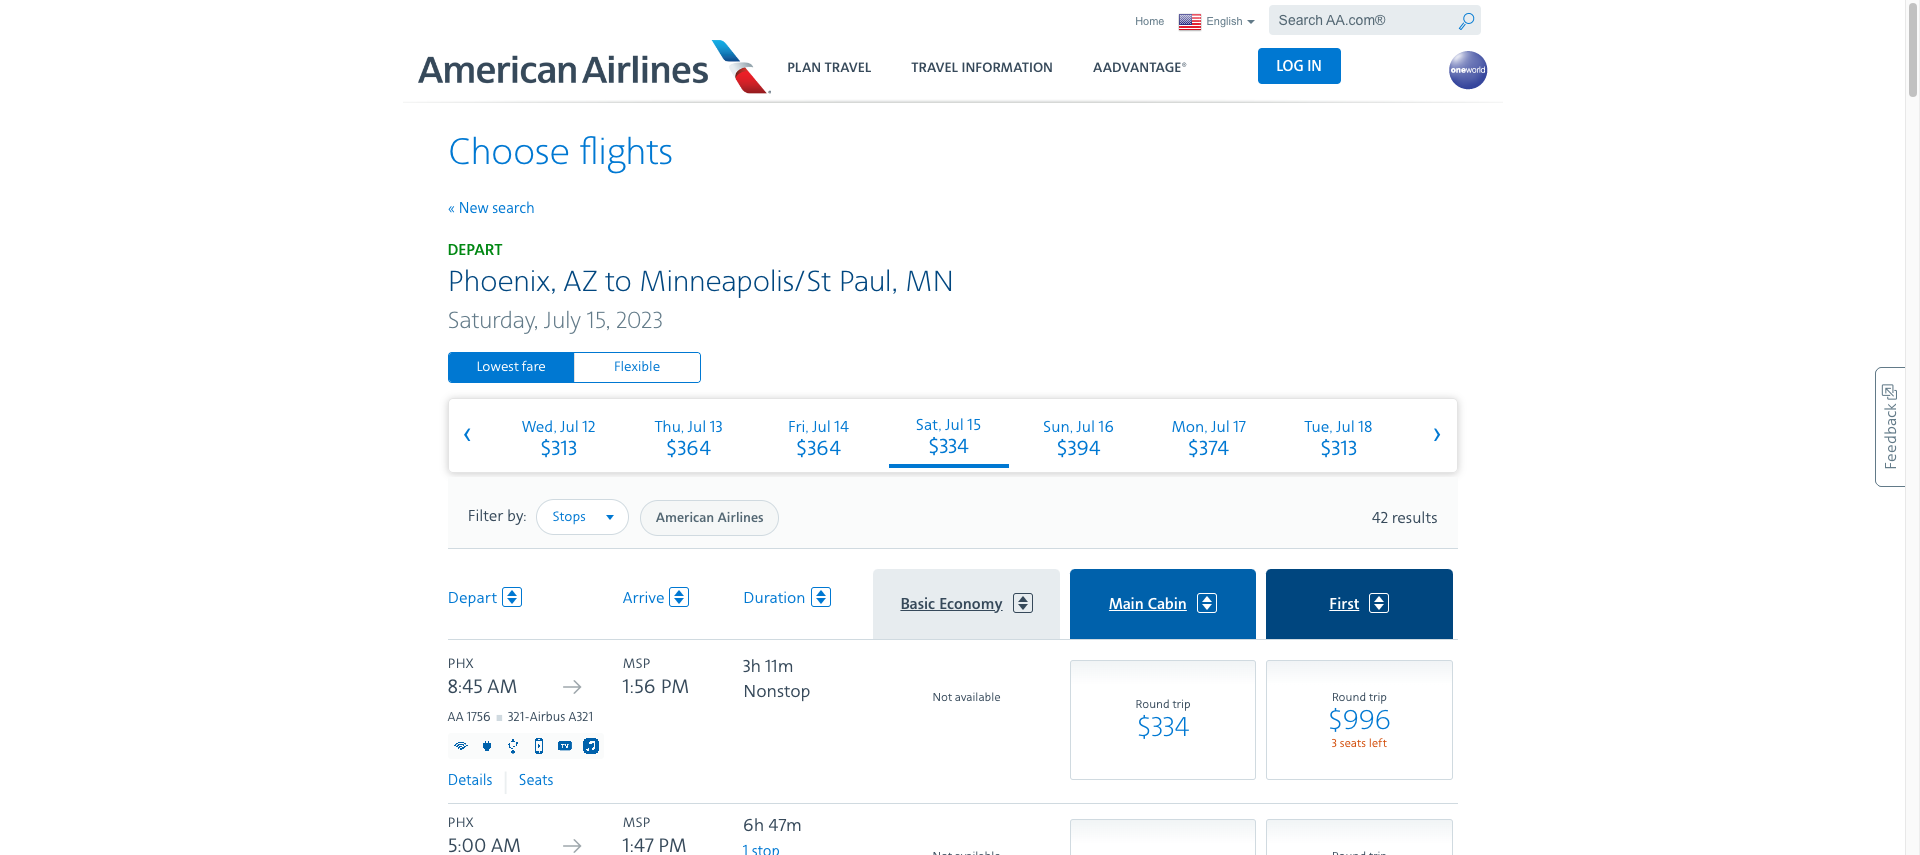 Home English Search AA.com®
American Airlines PLAN TRAVEL TRAVEL INFORMATION AADVANTAGE® LOG IN oneworld
Choose flights
« New search
DEPART
Phoenix, AZ to Minneapolis/St Paul, MN
Saturday, July 15, 2023
Lowest fare Flexible
Wed, Jul 12 Thu, Jul 13 Fri, Jul 14 Sat, Jul 15 Sun, Jul 16 Mon, Jul 17 Tue, Jul 18
$313 $364 $364 $334 $394 $374 $313
Feedback
Filter by: Stops American Airlines 42 results
Depart Arrive Duration Basic Economy Main Cabin First
PHX MSP 3h 11m
8:45 AM 1:56 PM Nonstop Not available Round trip Round trip
$334 $996
3 seats left
AA 1756 321-Airbus A321
TV
Details Seats
PHX MSP 6h 47m
5:00 AM 1:47 PM 1 stop
Not available Round trip